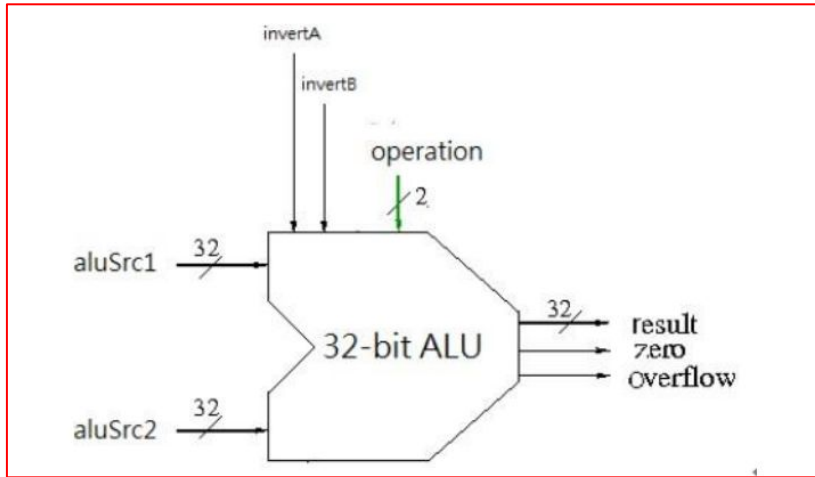 invertA
invertB
operation
2
32
aluSrc1
32-bit ALU
32
result
zero
overflow
32
aluSrc2